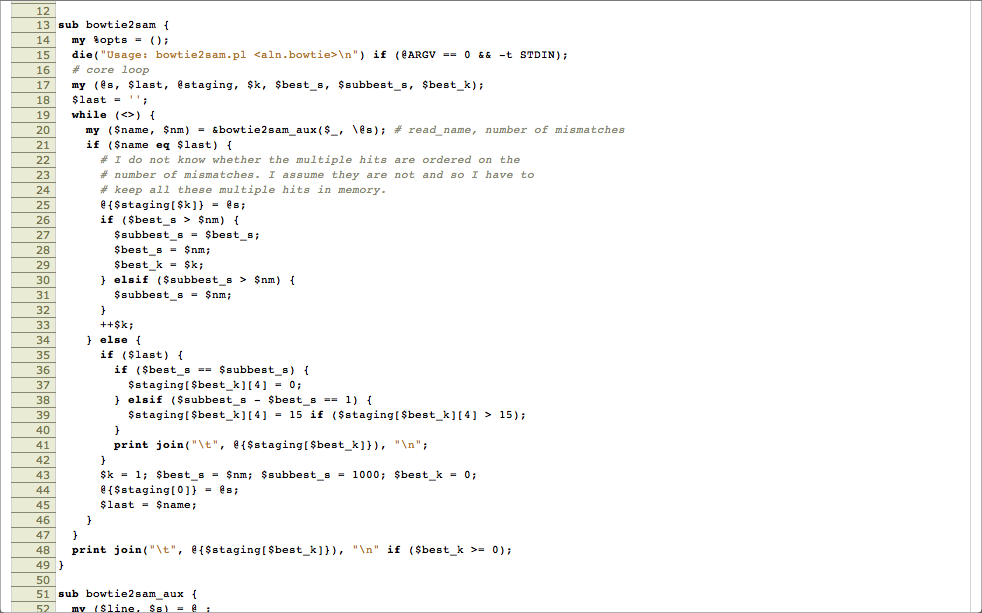 12
13 sub bowtie2sam {
14   my %opts = ();
15   die("Usage: bowtie2sam.pl <aln.bowtie>\n") if (@ARGV == 0 && -t STDIN);
16   # core loop
17   my (@s, $last, @staging, $k, $best_s, $subbest_s, $best_k);
18   $last = '';
19   while (<>) {
20     my ($name, $nm) = &bowtie2sam_aux($_, \@s); # read_name, number of mismatches
21     if ($name eq $last) {
22       # I do not know whether the multiple hits are ordered on the
23       # number of mismatches. I assume they are not and so I have to
24       # keep all these multiple hits in memory.
25       @{$staging[$k]} = @s;
26       if ($best_s > $nm) {
27         $subbest_s = $best_s;
28         $best_s = $nm;
29         $best_k = $k;
30       } elsif ($subbest_s > $nm) {
31         $subbest_s = $nm;
32       }
33       ++$k;
34     } else {
35       if ($last) {
36         if ($best_s == $subbest_s) {
37           $staging[$best_k][4] = 0;
38         } elsif ($subbest_s - $best_s == 1) {
39           $staging[$best_k][4] = 15 if ($staging[$best_k][4] > 15);
40         }
41         print join("\t", @{$staging[$best_k]}), "\n";
42       }
43       $k = 1; $best_s = $nm; $subbest_s = 1000; $best_k = 0;
44       @{$staging[0]} = @s;
45       $last = $name;
46     }
47   }
48   print join("\t", @{$staging[$best_k]}), "\n" if ($best_k >= 0);
49 }
50
51 sub bowtie2sam_aux {
52   my ($line, $s) = @_;